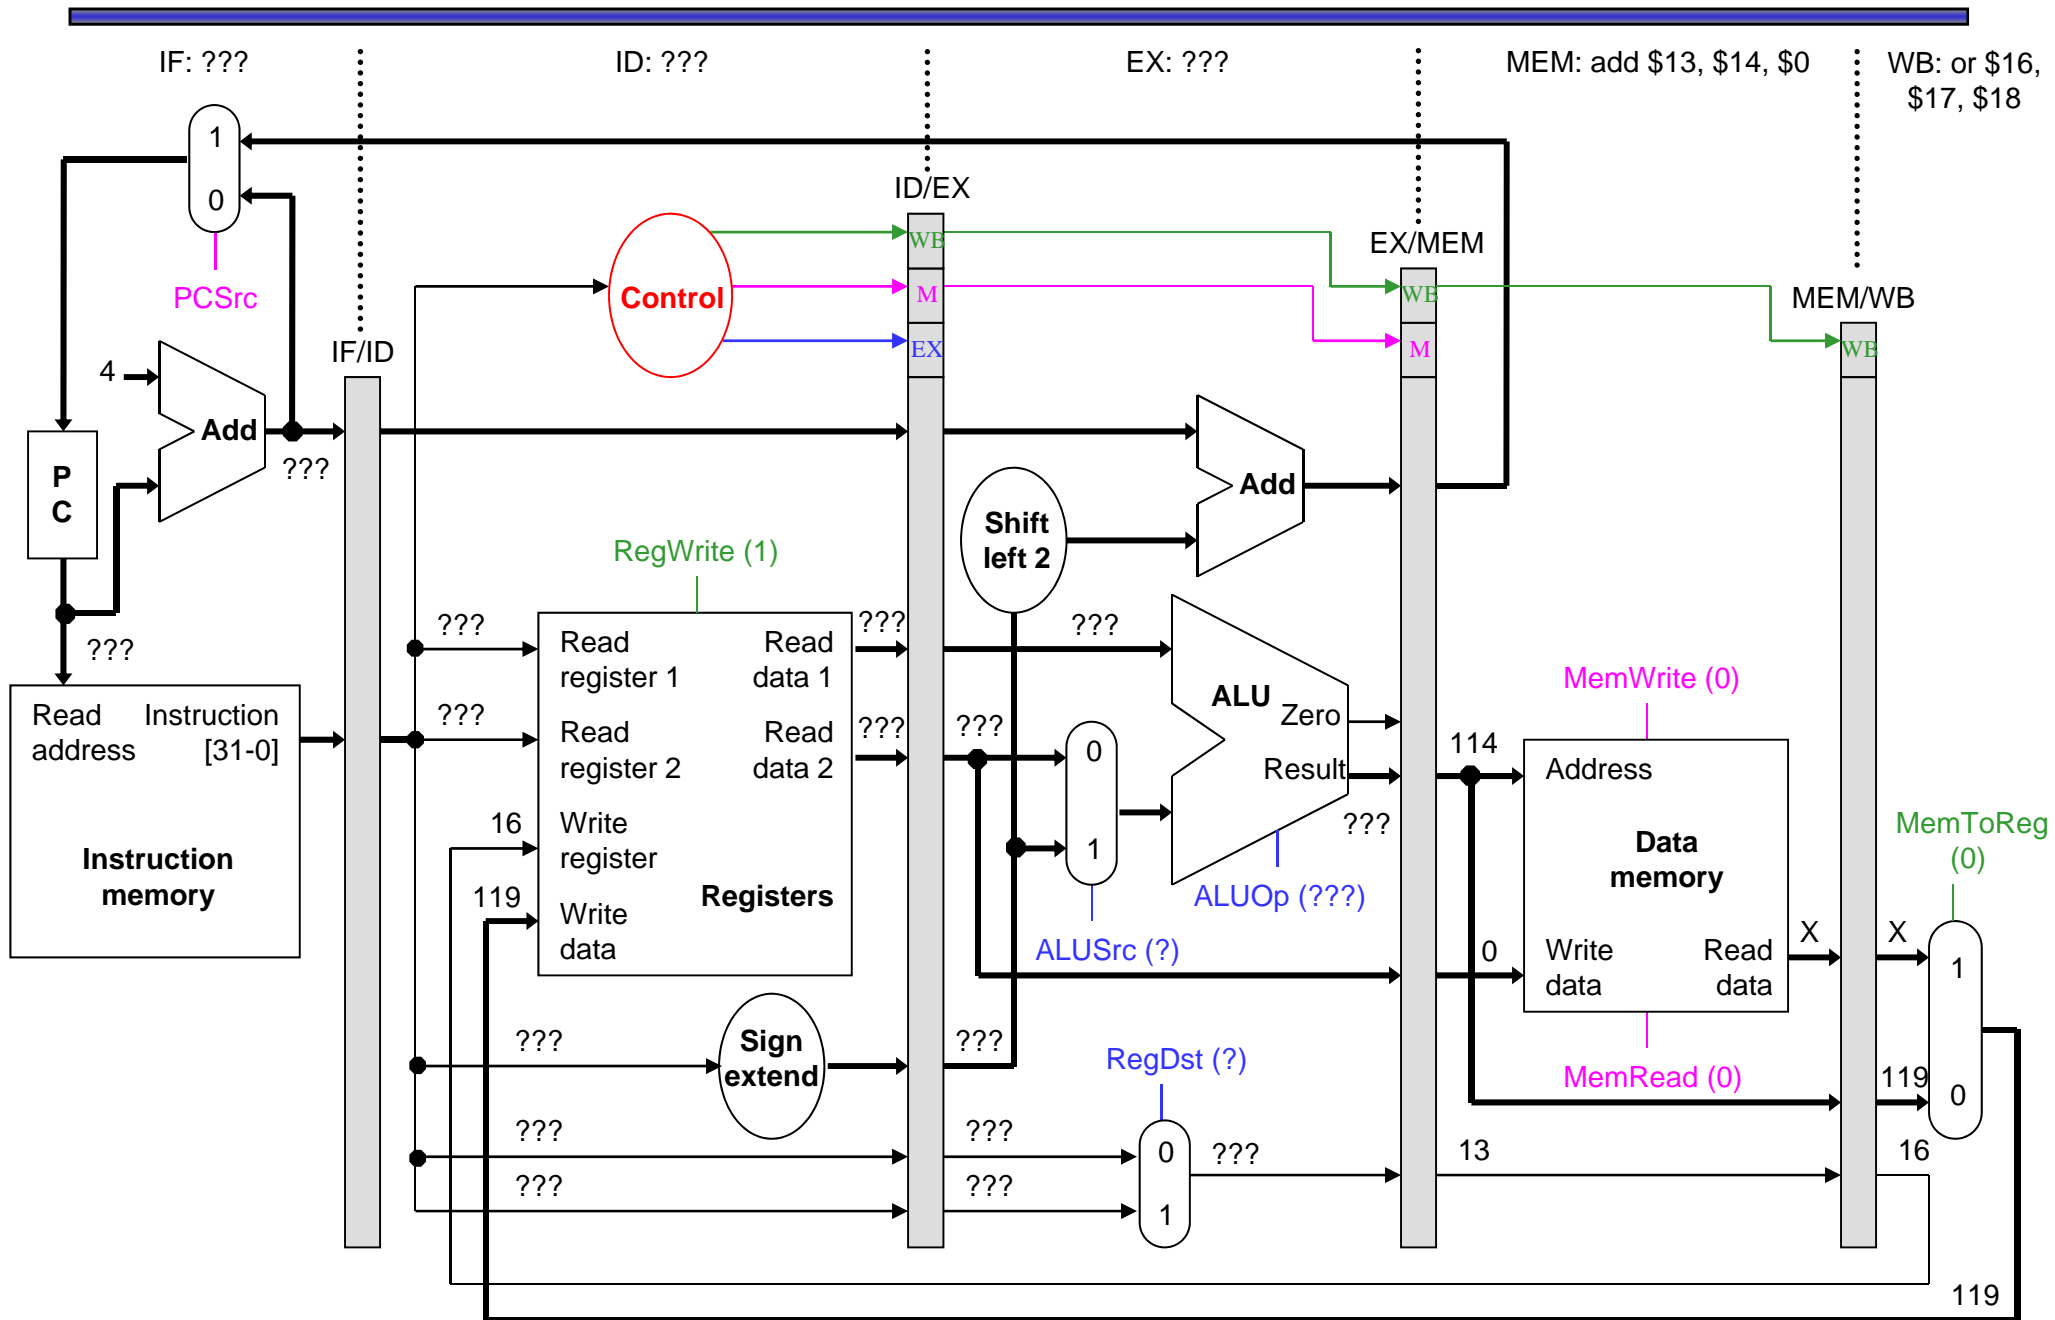 IF: ???
ID: ???
EX: ???
MEM: add $13, $14, $0
WB: or $16,
$17, $18
1
0
PCSrc
4
Add
???
P
C
???
Read
address
Instruction
[31-0]
Instruction
memory
IF/ID
Control
ID/EX
WB
M
EX
RegWrite (1)
???
Read
register 1
Read
data 1
???
???
Read
register 2
Read
data 2
???
16
Write
register
119
Write
data
Registers
???
Sign
extend
???
???
Shift
left 2
Add
???
???
0
1
ALUSrc (?)
ALU
Zero
Result
???
ALUOp (???)
???
RegDst (?)
???
???
0
1
???
EX/MEM
WB
M
114
0
13
MemWrite (0)
Address
Data
memory
Write
data
Read
data
MemRead (0)
X
MEM/WB
WB
X
119
16
MemToReg
(0)
1
0
119